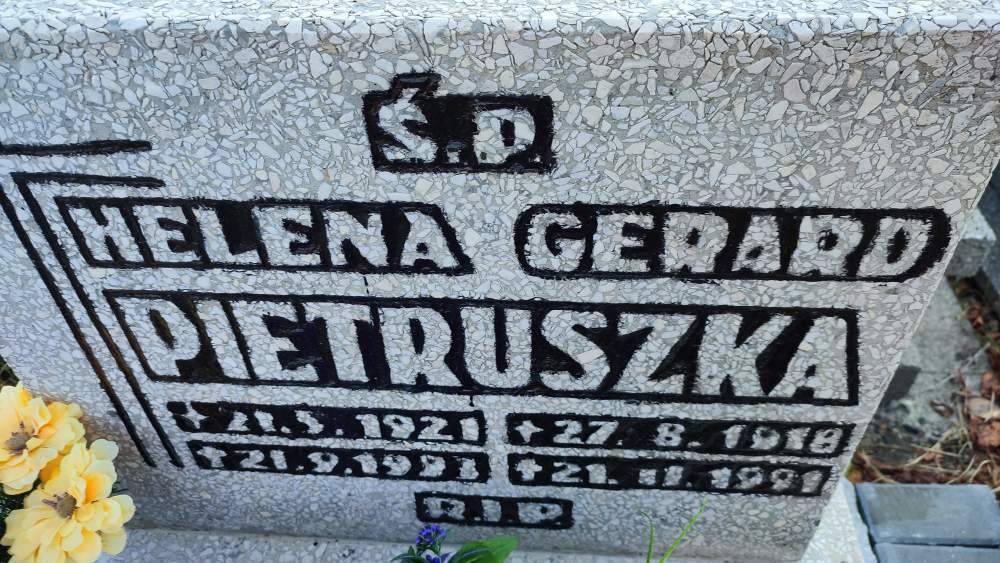 Ś.P.
HELENA GERARD
PIETRUSZKA
21.5.1921 27.8.1918
✝21.9.1993 ✝21.11.1991
R.I.P.